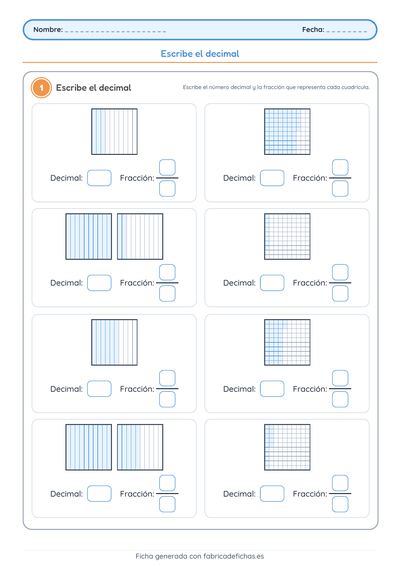 Nombre: Fecha:
Escribe el decimal
1 Escribe el decimal Escribe el número decimal y la fracción que representa cada cuadrícula.
Decimal: Fracción: Decimal: Fracción:
Decimal: Fracción: Decimal: Fracción:
Decimal: Fracción: Decimal: Fracción:
Decimal: Fracción: Decimal: Fracción:
Ficha generada con fabricadefichas.es